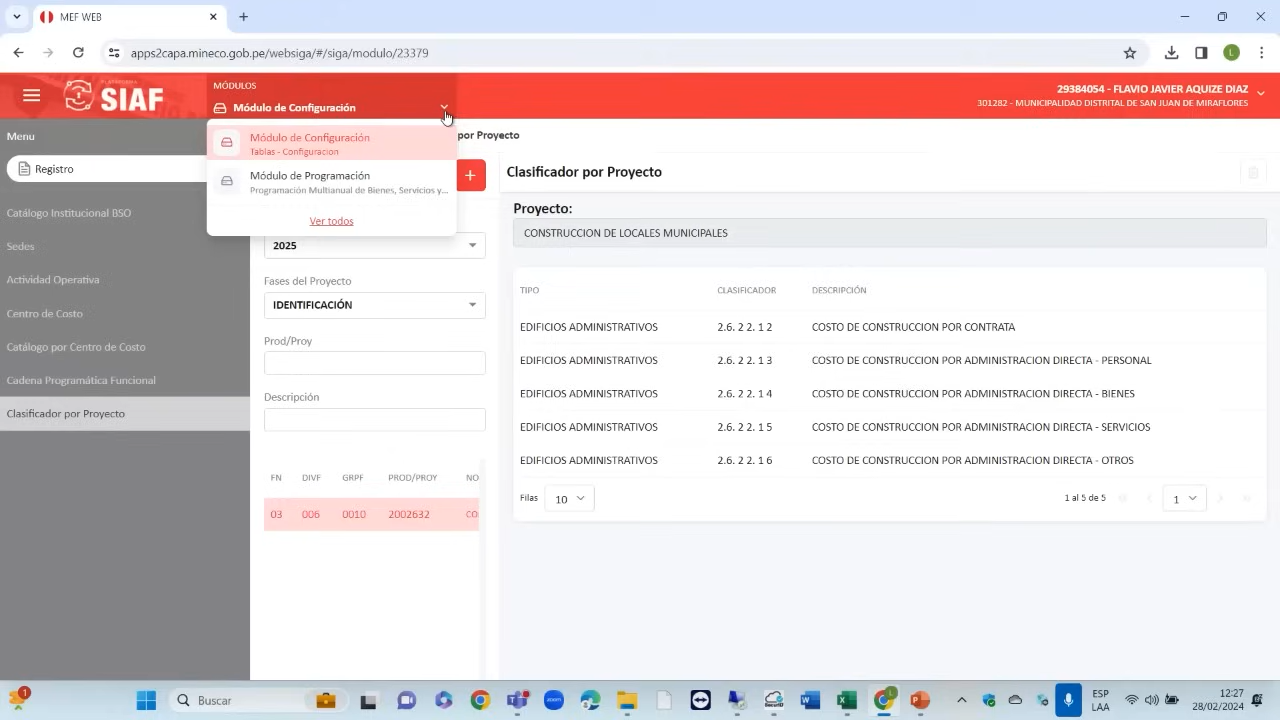 MEF WEB
apps2capa.mineco.gob.pe/websiga/#/siga/modulo/23379
L
SIAF
MÓDULOS
Módulo de Configuración
29384054 - FLAVIO JAVIER AQUIZE DIAZ
301282 - MUNICIPALIDAD DISTRITAL DE SAN JUAN DE MIRAFLORES
Menu
Registro
Catálogo Institucional BSO
Sedes
Actividad Operativa
Centro de Costo
Catálogo por Centro de Costo
Cadena Programática Funcional
Clasificador por Proyecto
Módulo de Configuración
Tablas - Configuracion
Módulo de Programación
Programación Multianual de Bienes, Servicios y...
Ver todos
por Proyecto
+
2025
Fases del Proyecto
IDENTIFICACIÓN
Prod/Proy
Descripción
FN DIVF GRPF PROD/PROY NO
03 006 0010 2002632 CO
Clasificador por Proyecto
Proyecto:
CONSTRUCCION DE LOCALES MUNICIPALES
TIPO CLASIFICADOR DESCRIPCIÓN
EDIFICIOS ADMINISTRATIVOS 2.6. 2 2. 1 2 COSTO DE CONSTRUCCION POR CONTRATA
EDIFICIOS ADMINISTRATIVOS 2.6. 2 2. 1 3 COSTO DE CONSTRUCCION POR ADMINISTRACION DIRECTA - PERSONAL
EDIFICIOS ADMINISTRATIVOS 2.6. 2 2. 1 4 COSTO DE CONSTRUCCION POR ADMINISTRACION DIRECTA - BIENES
EDIFICIOS ADMINISTRATIVOS 2.6. 2 2. 1 5 COSTO DE CONSTRUCCION POR ADMINISTRACION DIRECTA - SERVICIOS
EDIFICIOS ADMINISTRATIVOS 2.6. 2 2. 1 6 COSTO DE CONSTRUCCION POR ADMINISTRACION DIRECTA - OTROS
Filas 10 1 al 5 de 5 1
1
Buscar
zoom
ESP
LAA
12:27
28/02/2024